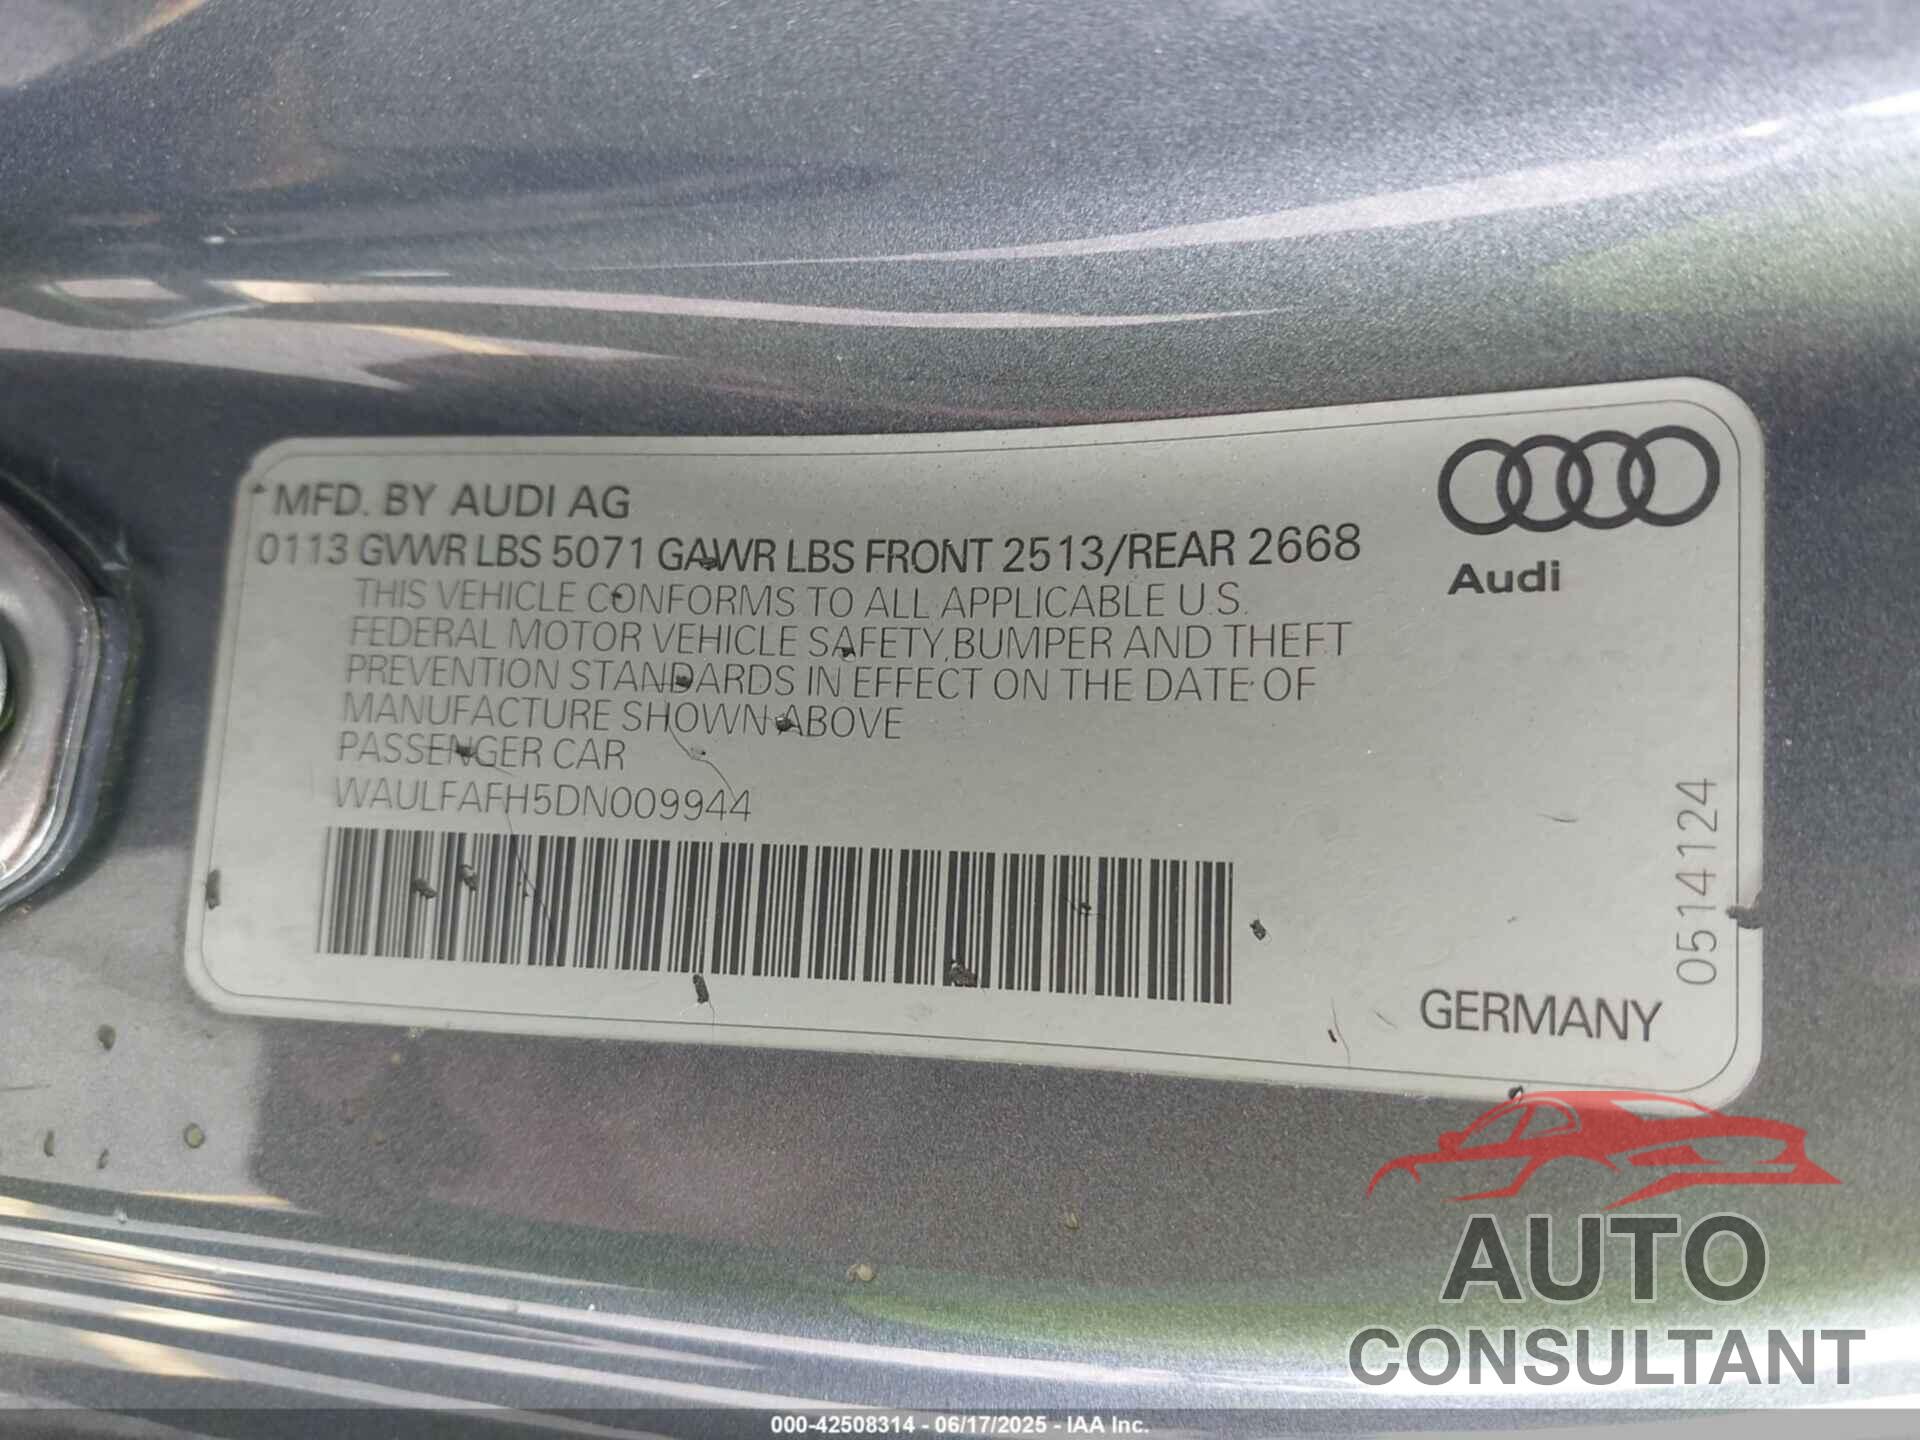 MFD. BY AUDI AG
0113 GVWR LBS 5071 GAWR LBS FRONT 2513/REAR 2668
THIS VEHICLE CONFORMS TO ALL APPLICABLE U.S.
FEDERAL MOTOR VEHICLE SAFETY, BUMPER AND THEFT
PREVENTION STANDARDS IN EFFECT ON THE DATE OF
MANUFACTURE SHOWN ABOVE
PASSENGER CAR
WAULFAFH5DN009944
Audi
0514124
GERMANY
AUTO
CONSULTANT
000-42508314 - 06/17/2025 - IAA Inc.